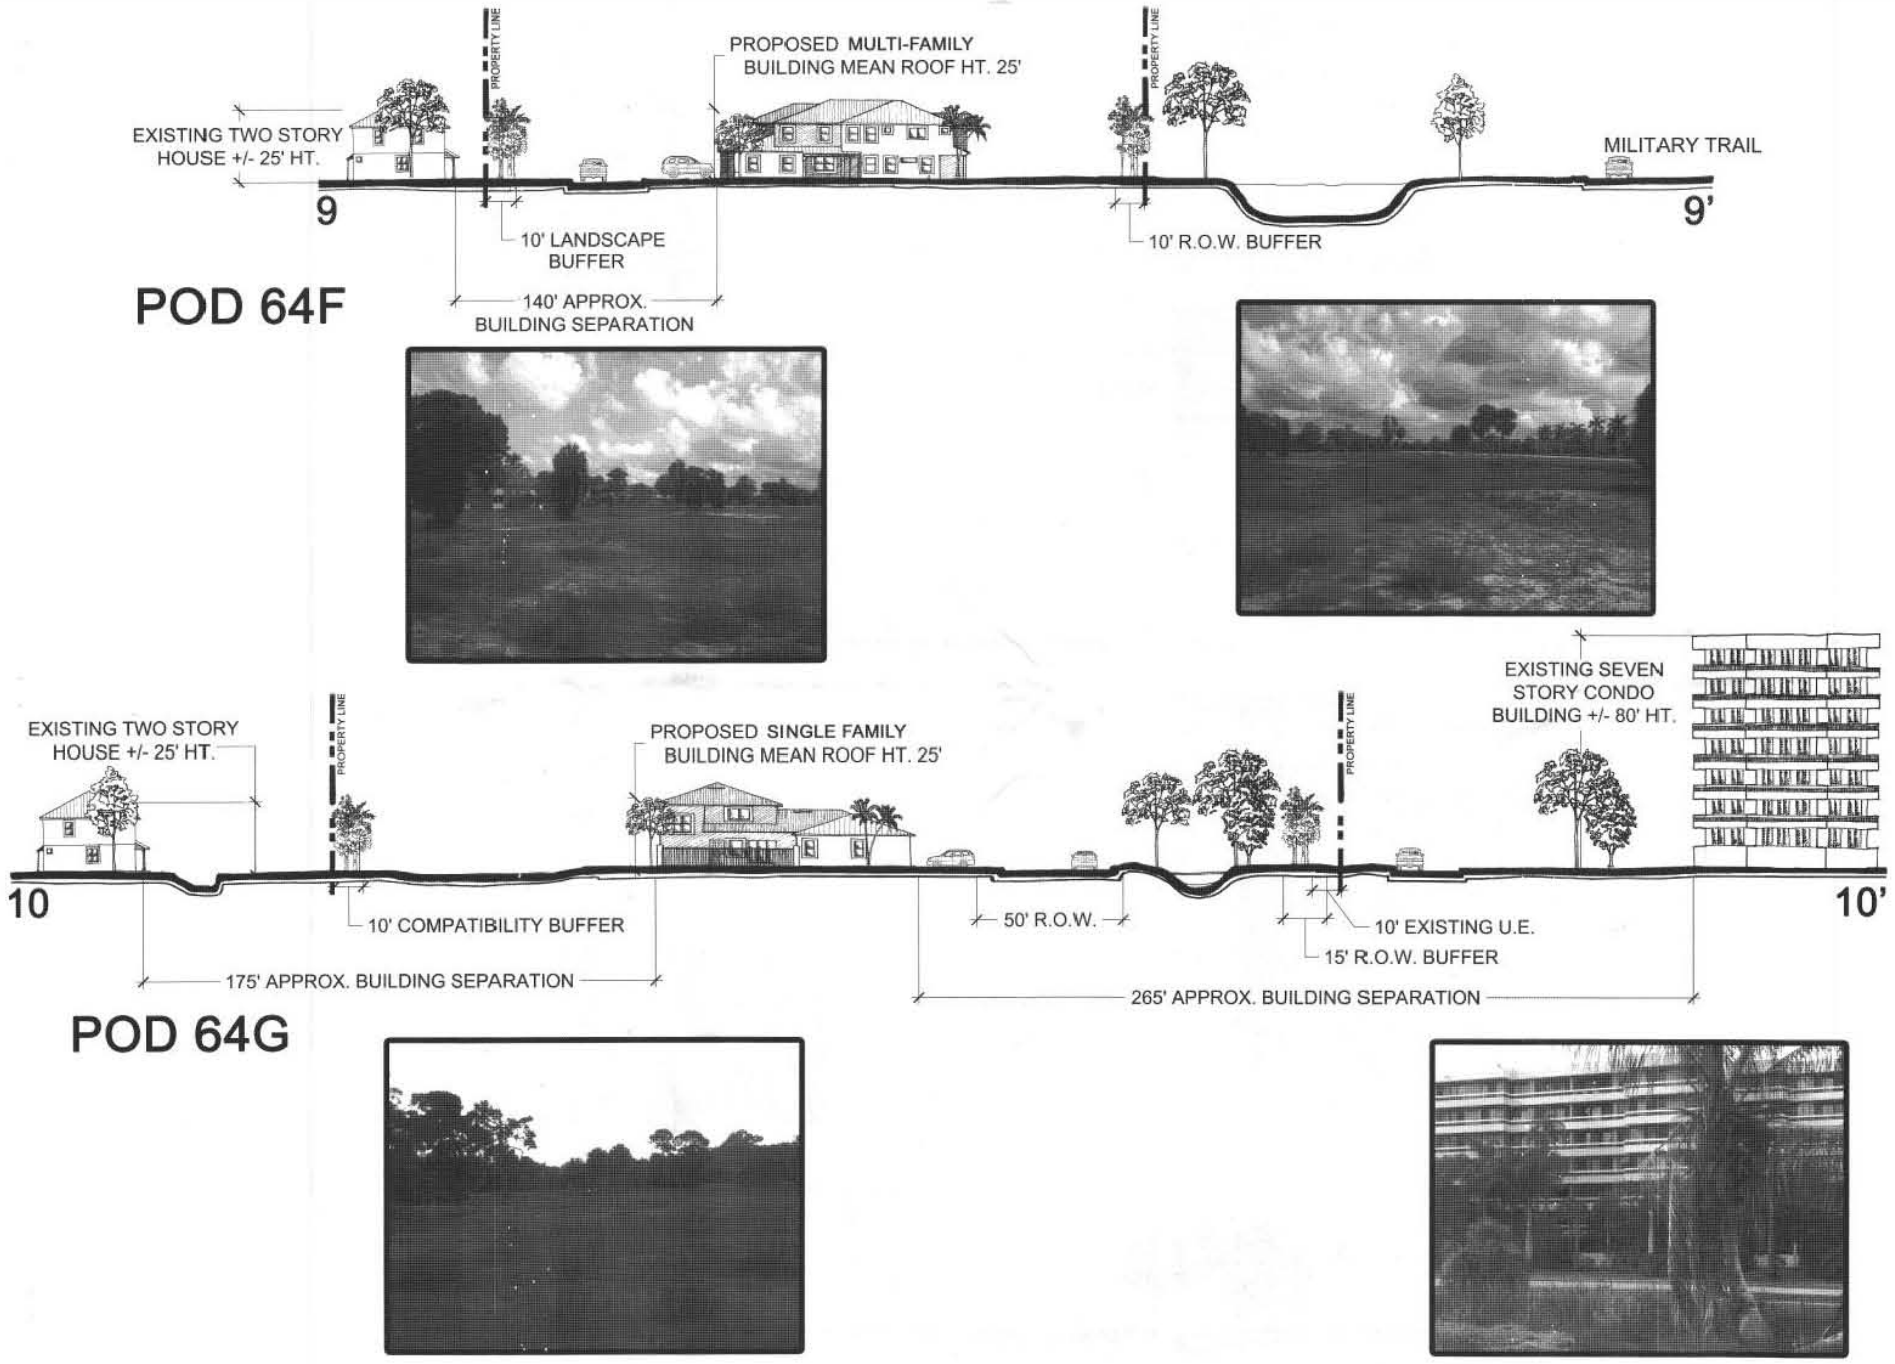 PROPERTY LINE
PROPERTY LINE
PROPOSED MULTI-FAMILY
BUILDING MEAN ROOF HT. 25'
EXISTING TWO STORY
HOUSE +/- 25' HT.
MILITARY TRAIL
9
9'
10' LANDSCAPE
BUFFER
10' R.O.W. BUFFER
POD 64F
140' APPROX.
BUILDING SEPARATION
EXISTING SEVEN
STORY CONDO
BUILDING +/- 80' HT.
PROPERTY LINE
PROPERTY LINE
EXISTING TWO STORY
HOUSE +/- 25' HT.
PROPOSED SINGLE FAMILY
BUILDING MEAN ROOF HT. 25'
10
10'
10' COMPATIBILITY BUFFER
50' R.O.W.
10' EXISTING U.E.
15' R.O.W. BUFFER
175' APPROX. BUILDING SEPARATION
265' APPROX. BUILDING SEPARATION
POD 64G